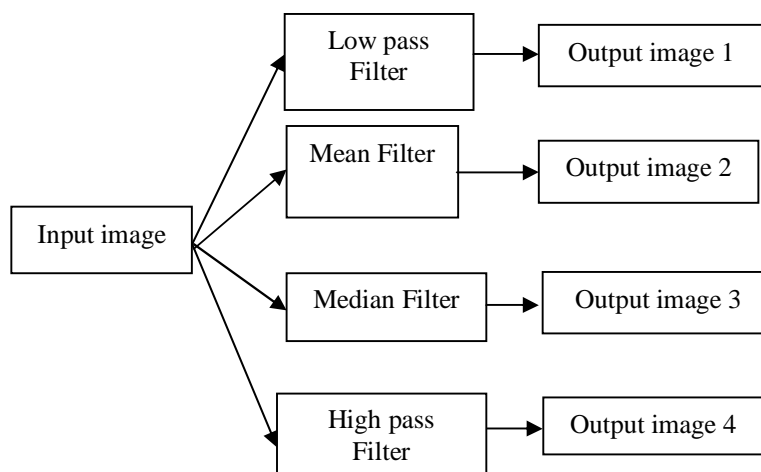 Low pass
Filter
Output image 1
Mean Filter
Output image 2
Input image
Median Filter
Output image 3
High pass
Filter
Output image 4